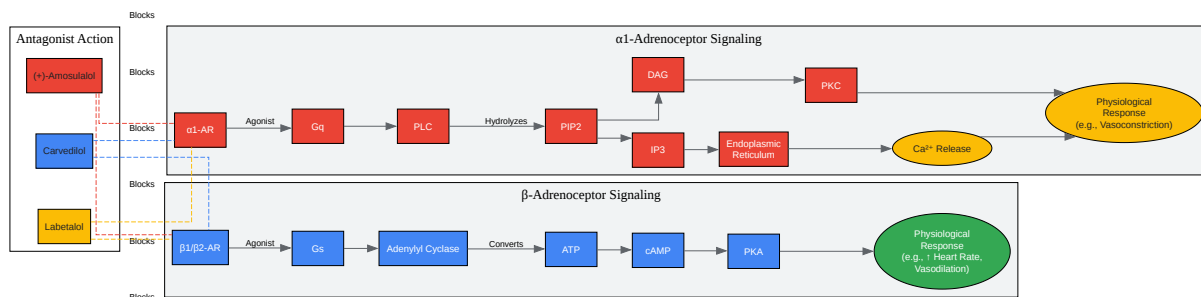 Blocks
Antagonist Action
α1-Adrenoceptor Signaling
(+)-Amosulalol
Blocks
DAG
PKC
Physiological
Response
(e.g., Vasoconstriction)
Blocks
α1-AR
Agonist
Gq
PLC
Hydrolyzes
PIP2
Carvedilol
IP3
Endoplasmic
Reticulum
Ca²⁺ Release
Blocks
β-Adrenoceptor Signaling
Labetalol
Blocks
β1/β2-AR
Agonist
Gs
Adenylyl Cyclase
Converts
ATP
cAMP
PKA
Physiological
Response
(e.g., ↑ Heart Rate,
Vasodilation)
Blocks